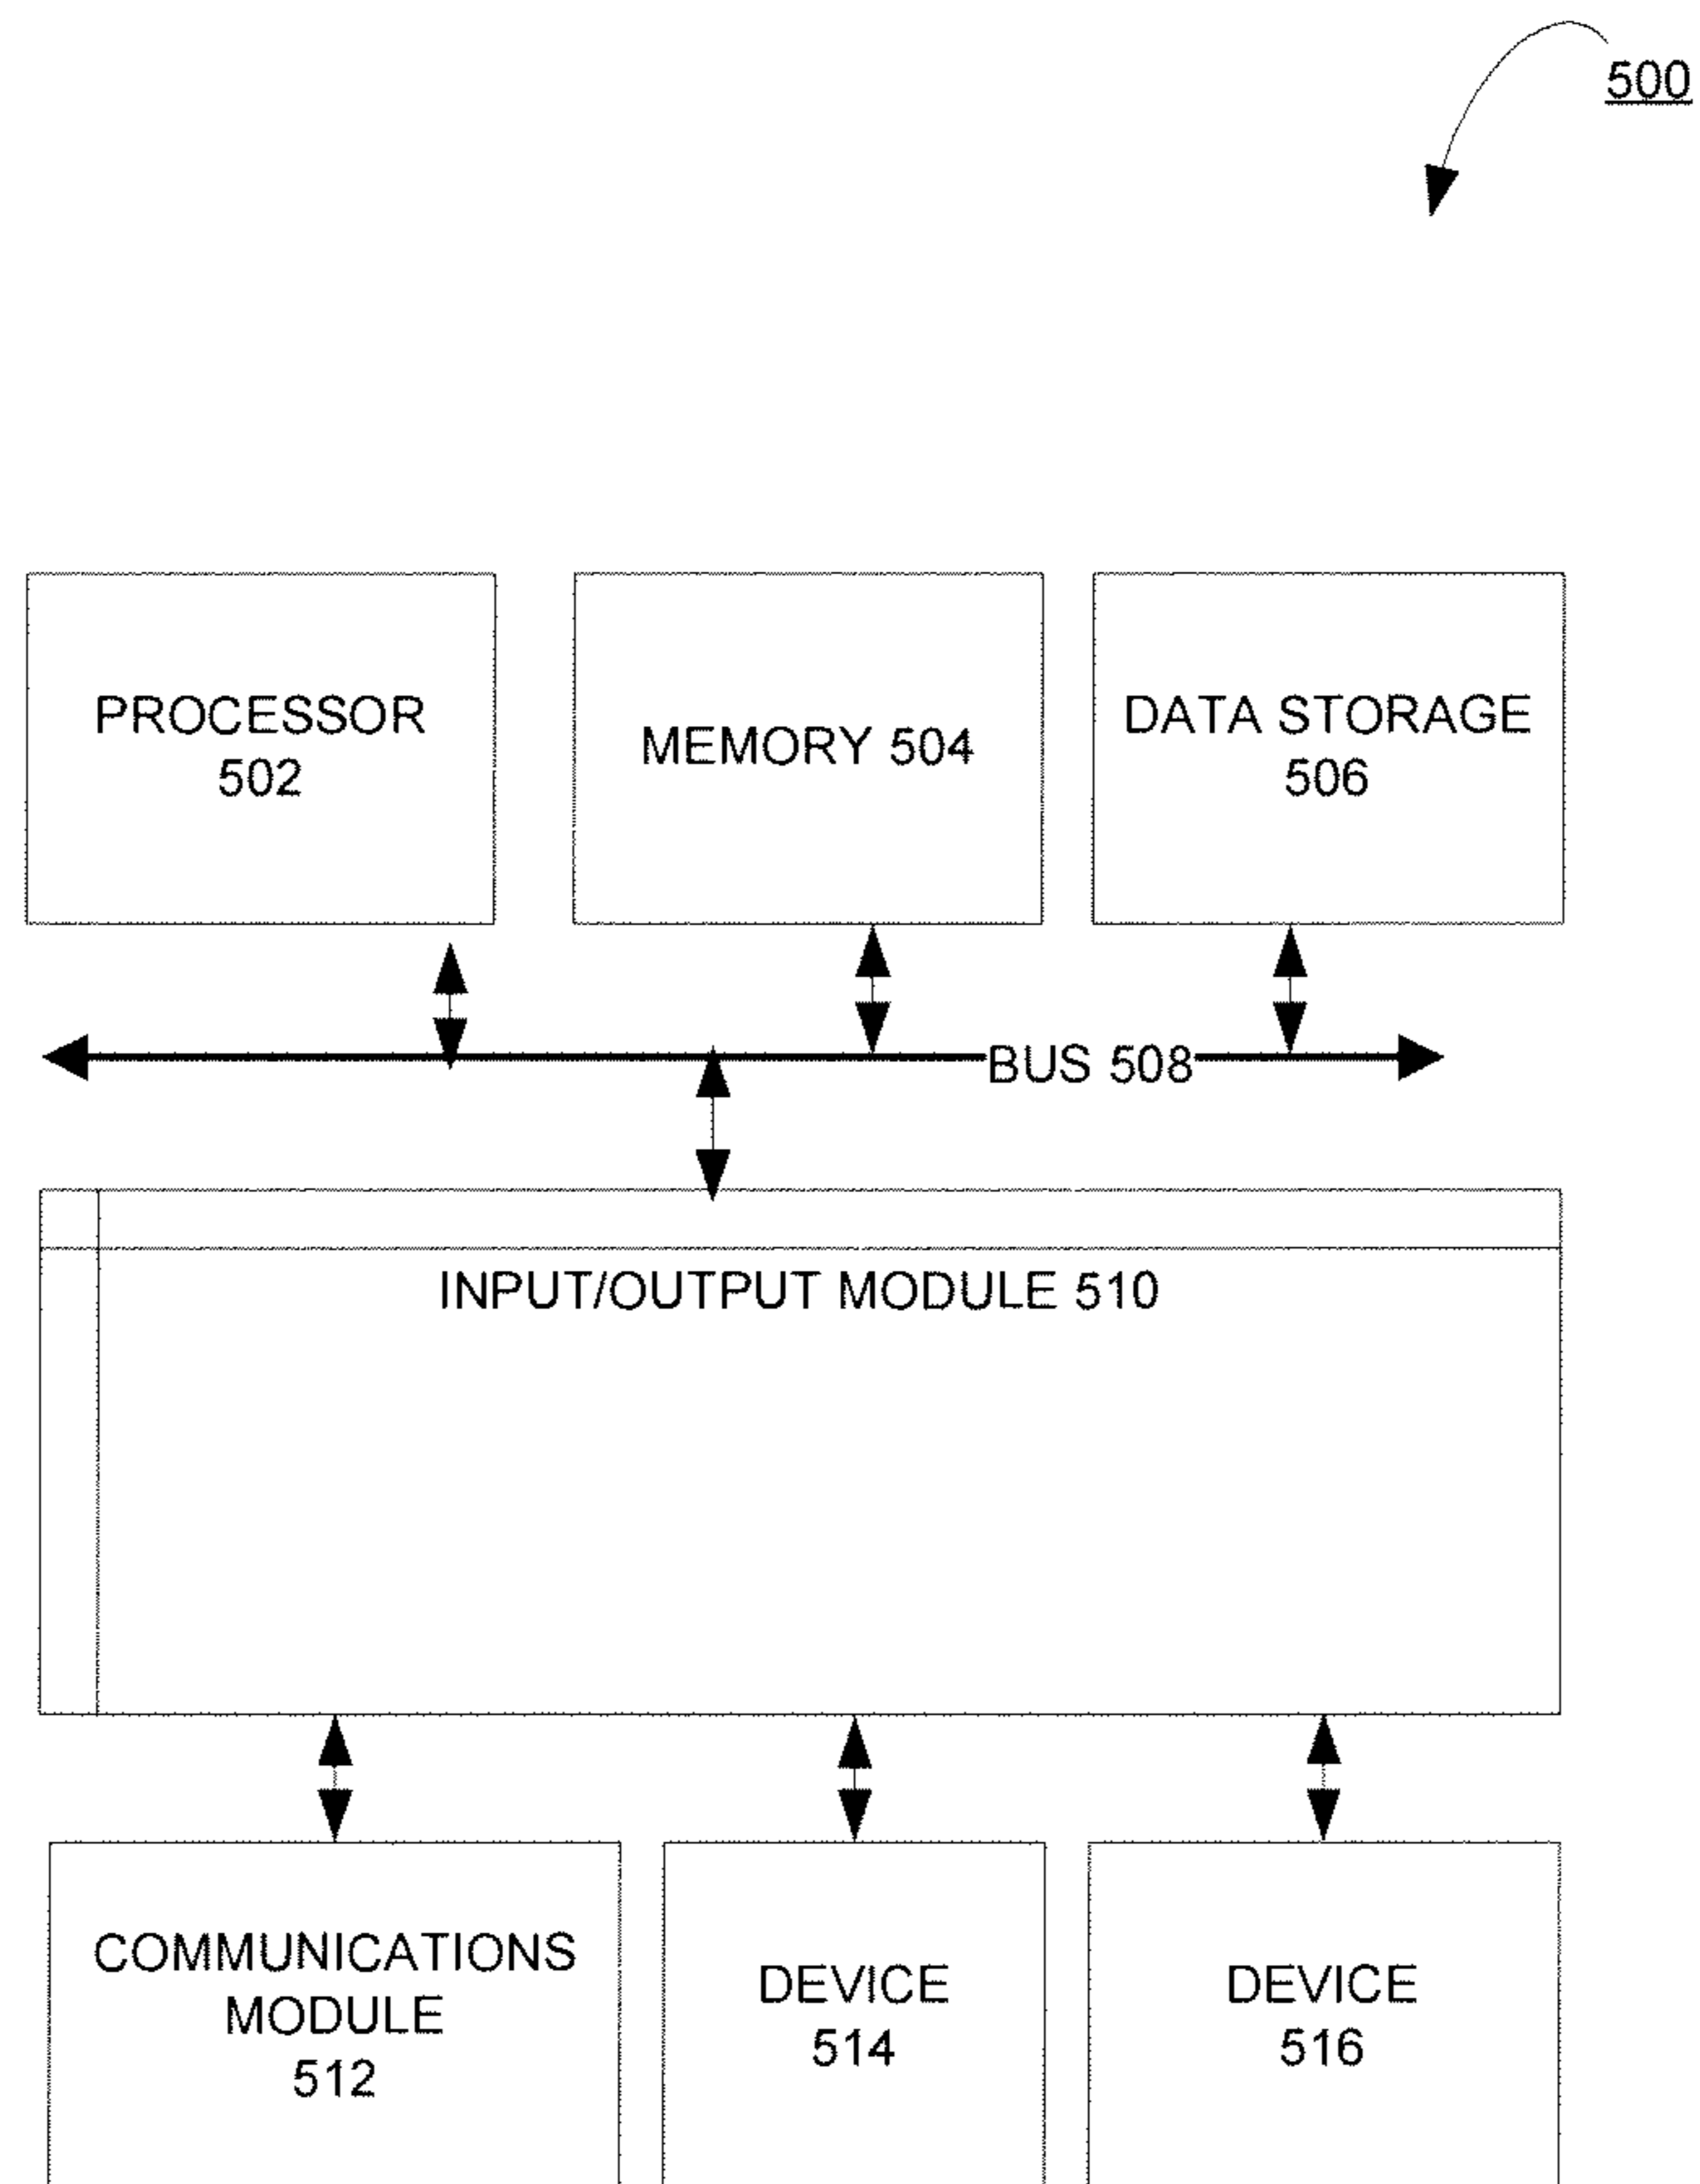 500
PROCESSOR
502
MEMORY 504
DATA STORAGE
506
BUS 508
INPUT/OUTPUT MODULE 510
COMMUNICATIONS
MODULE
512
DEVICE
514
DEVICE
516